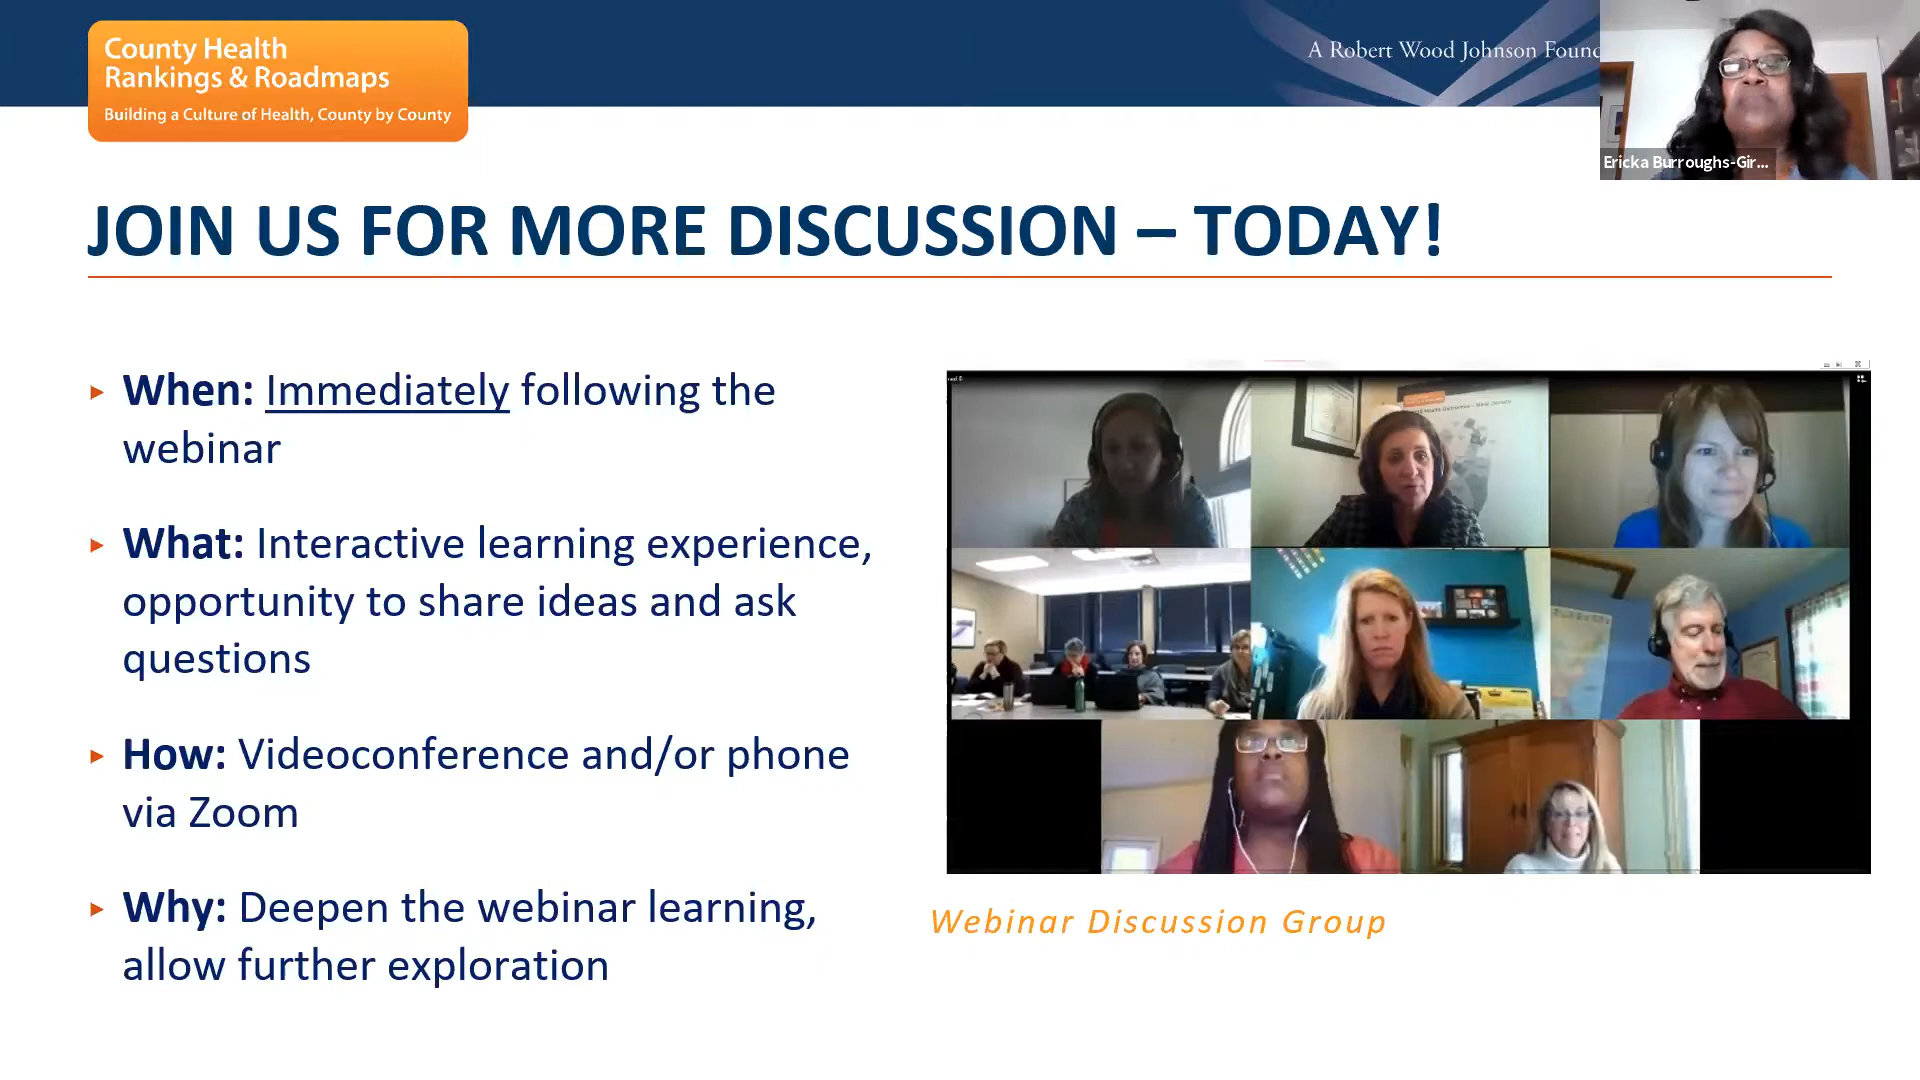 County Health
Rankings & Roadmaps
Building a Culture of Health, County by County
A Robert Wood Johnson Foun
Ericka Burroughs-Gir...
JOIN US FOR MORE DISCUSSION – TODAY!
When: Immediately following the
webinar
What: Interactive learning experience,
opportunity to share ideas and ask
questions
How: Videoconference and/or phone
via Zoom
Why: Deepen the webinar learning,
allow further exploration
Webinar Discussion Group